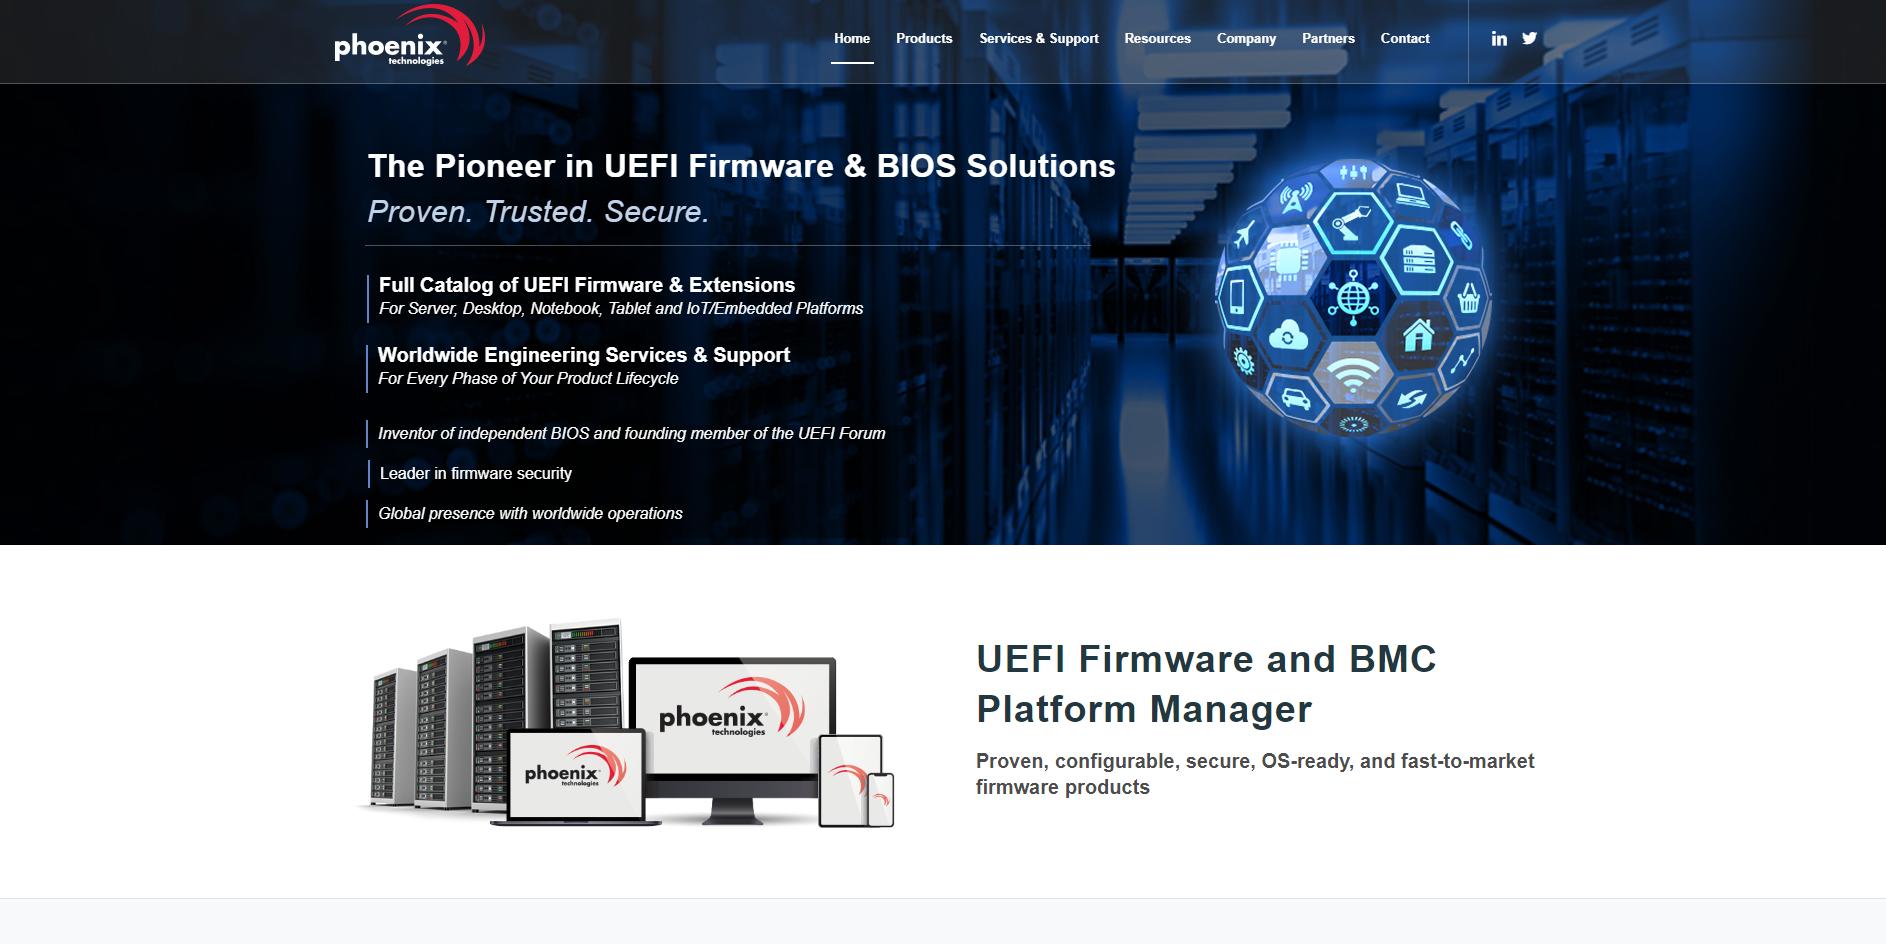 phoenix
technologies
Home Products Services & Support Resources Company Partners Contact
The Pioneer in UEFI Firmware & BIOS Solutions
Proven. Trusted. Secure.
Full Catalog of UEFI Firmware & Extensions
For Server, Desktop, Notebook, Tablet and IoT/Embedded Platforms
Worldwide Engineering Services & Support
For Every Phase of Your Product Lifecycle
Inventor of independent BIOS and founding member of the UEFI Forum
Leader in firmware security
Global presence with worldwide operations
phoenix
technologies
phoenix
technologies
UEFI Firmware and BMC
Platform Manager
Proven, configurable, secure, OS-ready, and fast-to-market
firmware products